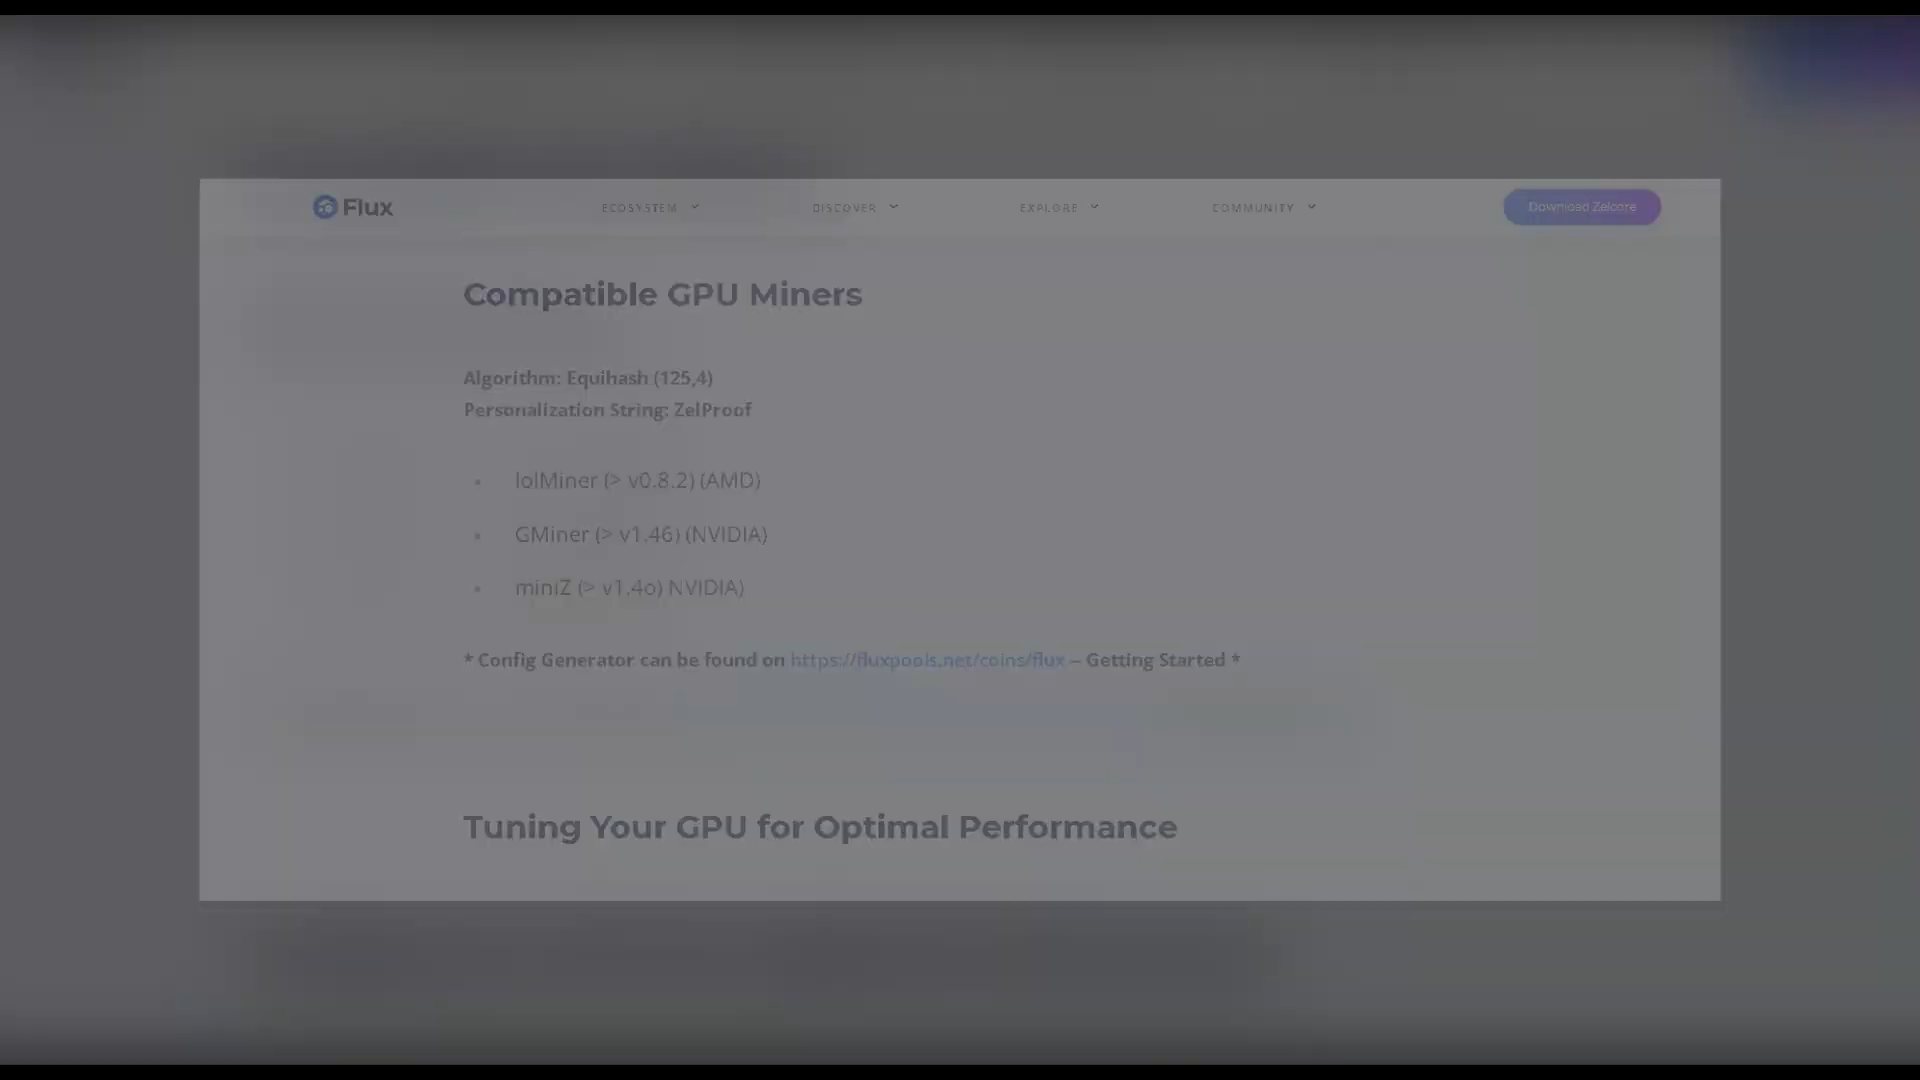 Flux
ECOSYSTEM
DISCOVER
EXPLORE
COMMUNITY
Download Zelcore
Compatible GPU Miners
Algorithm: Equihash (125,4)
Personalization String: ZelProof
lolMiner (> v0.8.2) (AMD)
GMiner (> v1.46) (NVIDIA)
miniZ (> v1.4o) NVIDIA)
* Config Generator can be found on https://fluxpools.net/coins/flux – Getting Started *
Tuning Your GPU for Optimal Performance